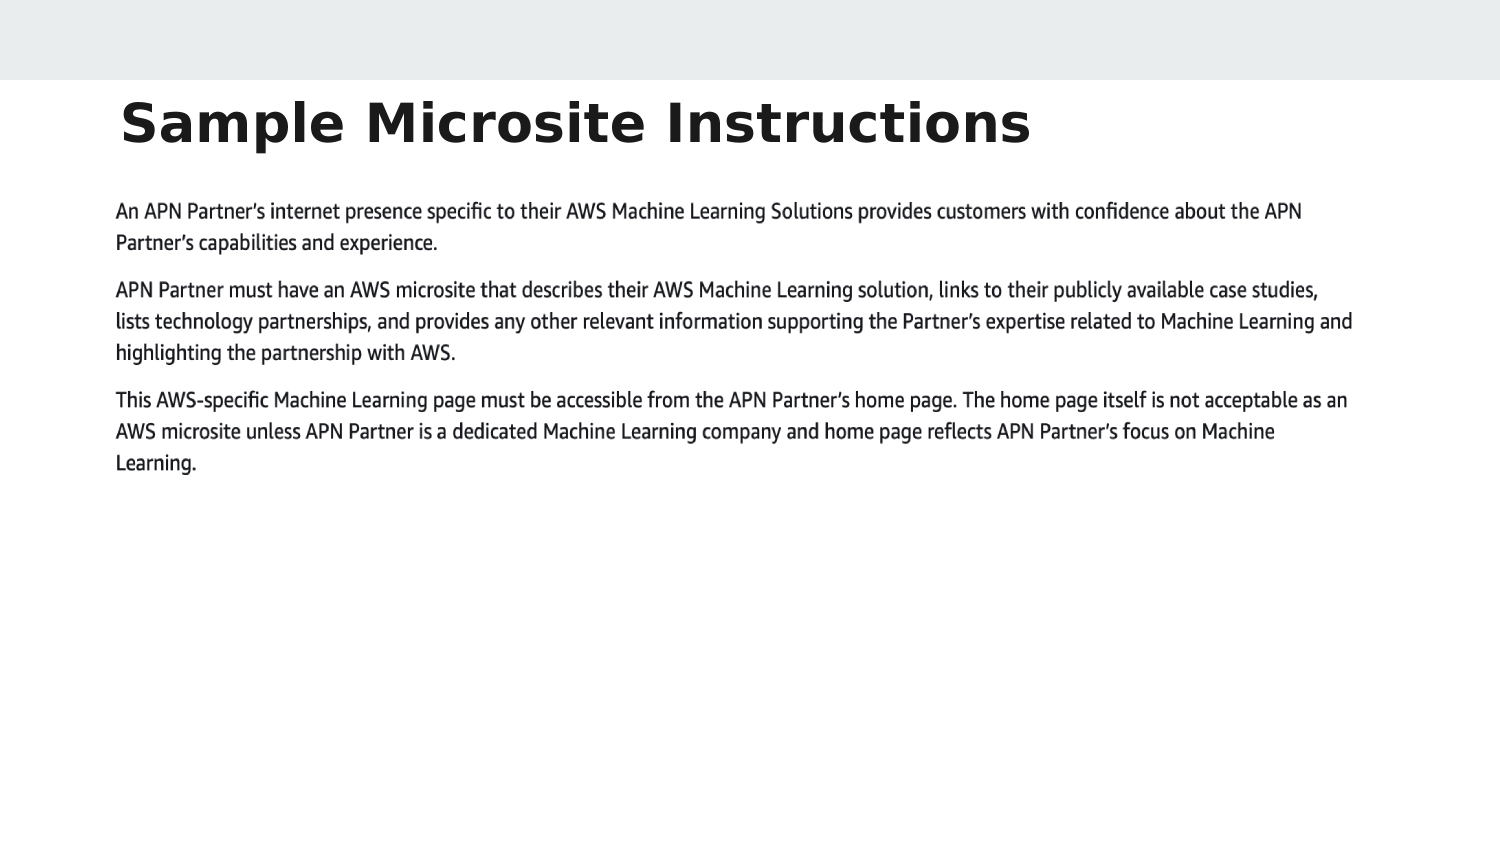 Sample Microsite Instructions
An APN Partner’s internet presence specific to their AWS Machine Learning Solutions provides customers with confidence about the APN
Partner’s capabilities and experience.
APN Partner must have an AWS microsite that describes their AWS Machine Learning solution, links to their publicly available case studies,
lists technology partnerships, and provides any other relevant information supporting the Partner’s expertise related to Machine Learning and
highlighting the partnership with AWS.
This AWS-specific Machine Learning page must be accessible from the APN Partner’s home page. The home page itself is not acceptable as an
AWS microsite unless APN Partner is a dedicated Machine Learning company and home page reflects APN Partner’s focus on Machine
Learning.